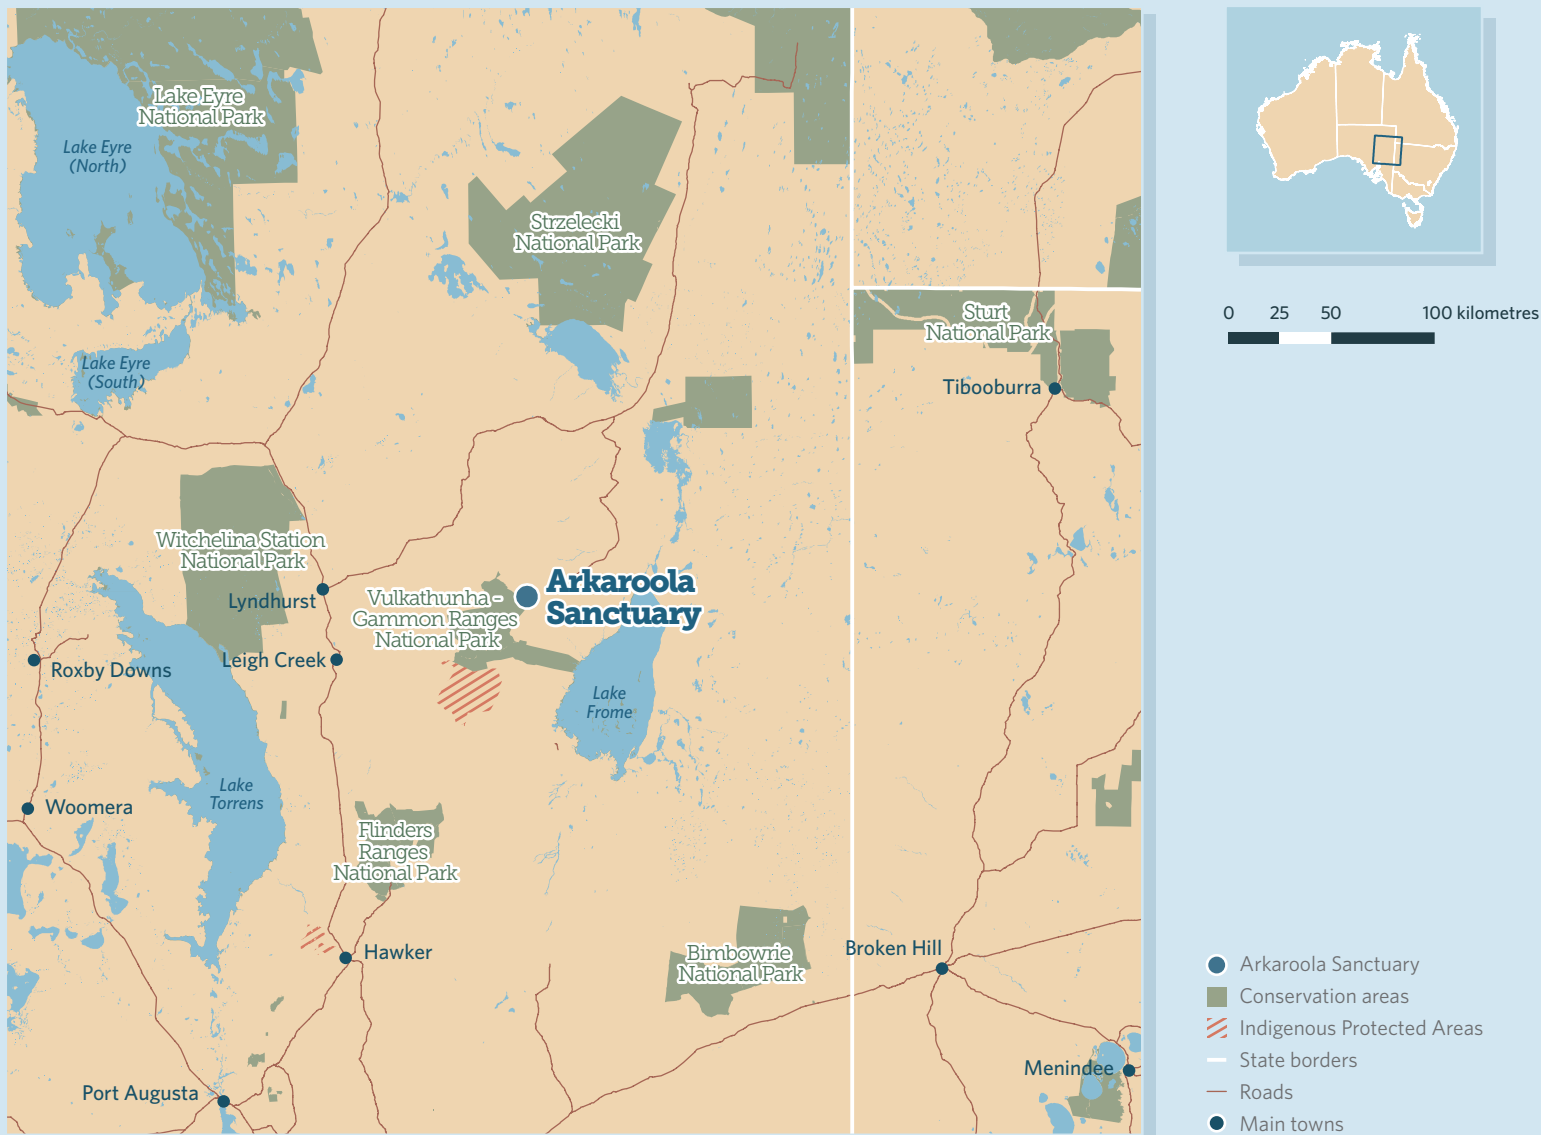 Lake Eyre
National Park
Lake Eyre
(North)
Strzelecki
National Park
Lake Eyre
(South)
Sturt
National Park
Tibooburra
Witchelina Station
National Park
Lyndhurst
Vulkathunha -
Gammon Ranges
National Park
Arkaroola
Sanctuary
Roxby Downs
Leigh Creek
Lake
Frome
Lake
Torrens
Woomera
Flinders
Ranges
National Park
Hawker
Bimbowrie
National Park
Broken Hill
Menindee
Port Augusta
0 25 50 100 kilometres
Arkaroola Sanctuary
Conservation areas
Indigenous Protected Areas
State borders
Roads
Main towns